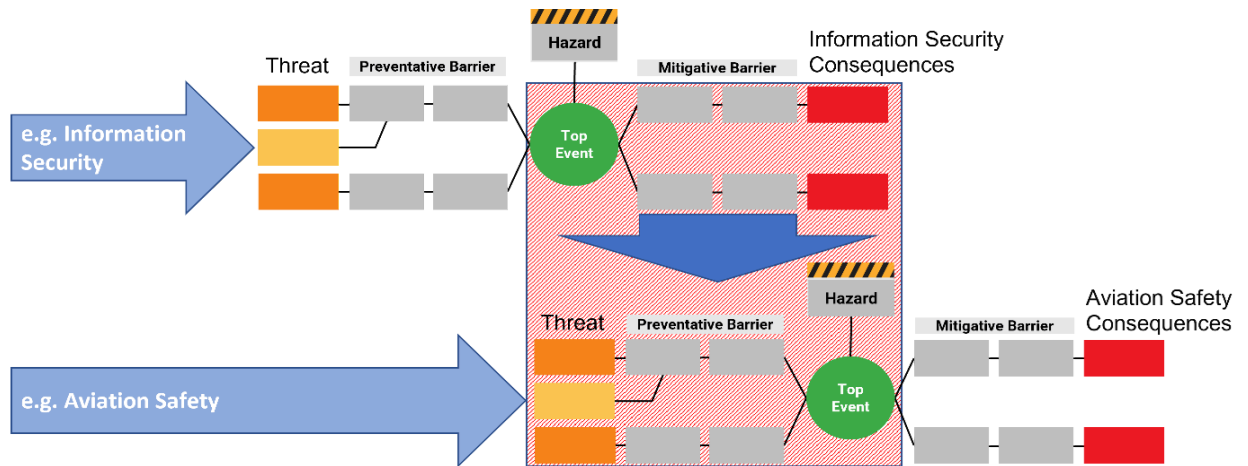 Hazard
Information Security
Consequences
Threat
Preventative Barrier
Mitigative Barrier
e.g. Information
Security
Top
Event
Hazard
Aviation Safety
Consequences
Threat
Preventative Barrier
Mitigative Barrier
e.g. Aviation Safety
Top
Event